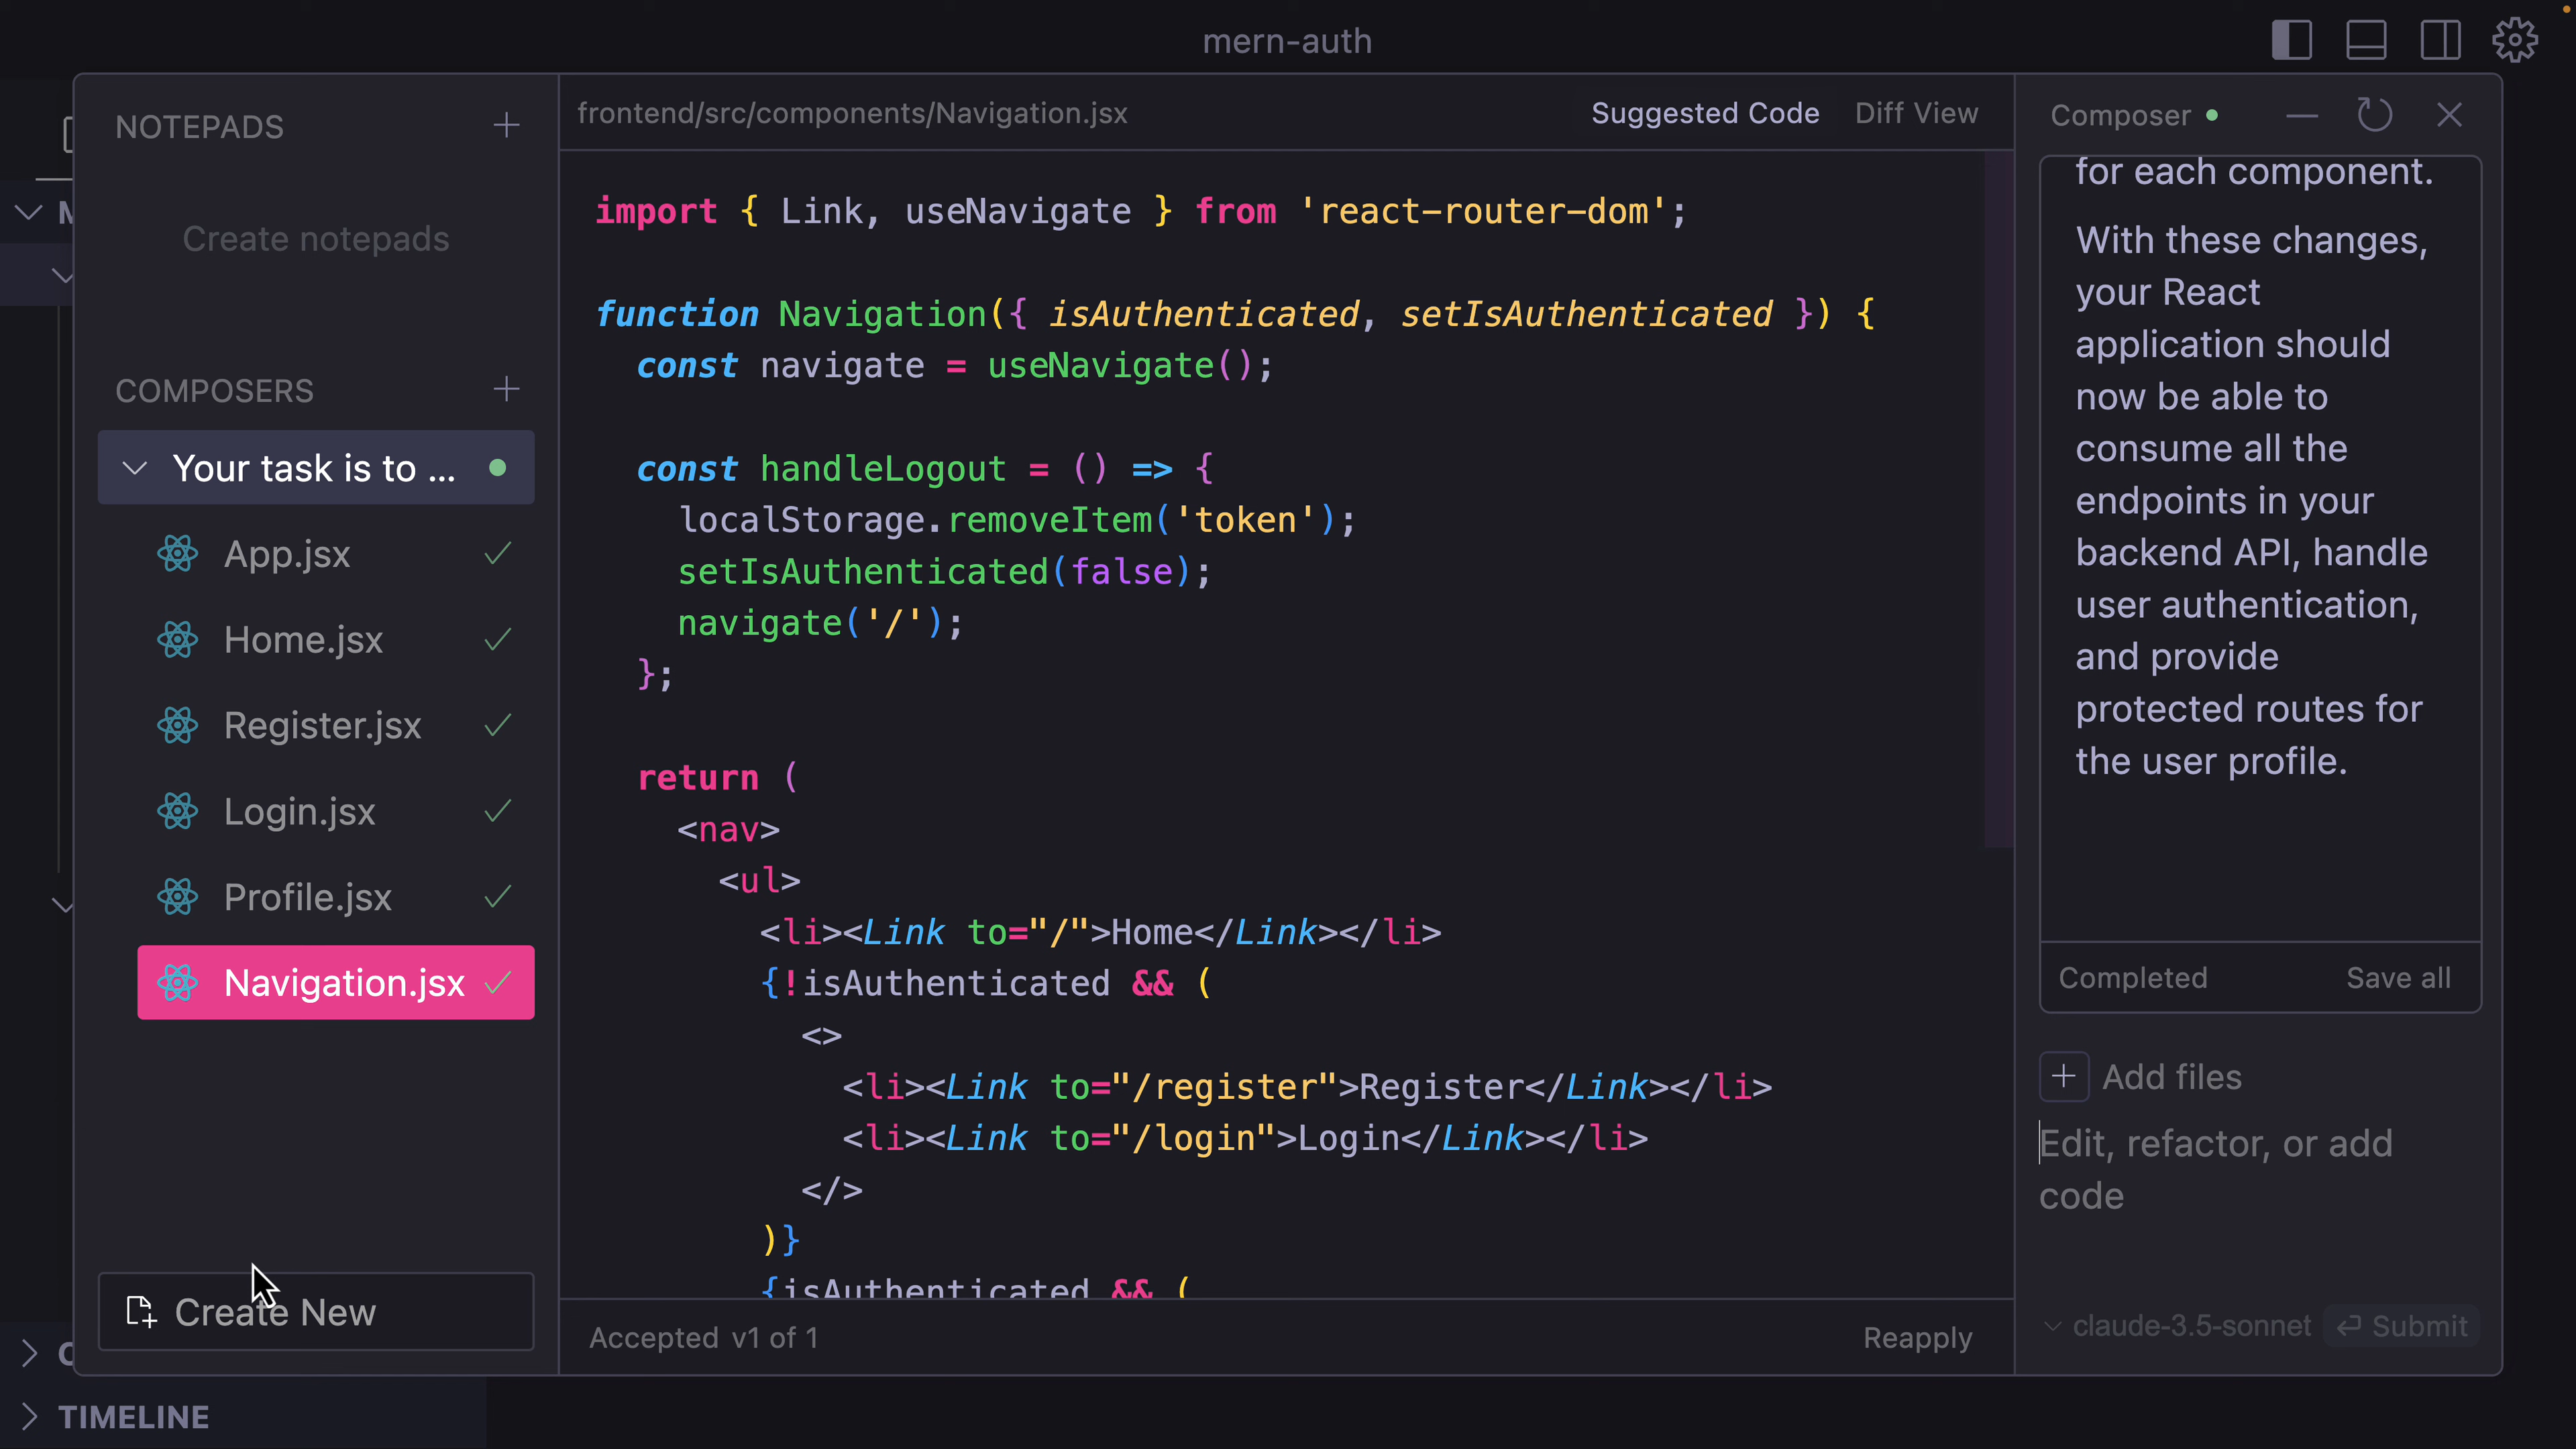 mern-auth
NOTEPADS
Create notepads
COMPOSERS
Your task is to ...
App.jsx
Home.jsx
Register.jsx
Login.jsx
Profile.jsx
Navigation.jsx
Create New
TIMELINE
frontend/src/components/Navigation.jsx
Suggested Code
Diff View
import { Link, useNavigate } from 'react-router-dom';
function Navigation({ isAuthenticated, setIsAuthenticated }) {
  const navigate = useNavigate();
  const handleLogout = () => {
    localStorage.removeItem('token');
    setIsAuthenticated(false);
    navigate('/');
  };
  return (
    <nav>
      <ul>
        <li><Link to="/">Home</Link></li>
        {!isAuthenticated && (
          <>
            <li><Link to="/register">Register</Link></li>
            <li><Link to="/login">Login</Link></li>
          </>
        )}
        {isAuthenticated && (
Accepted v1 of 1
Reapply
Composer
for each component.
With these changes,
your React
application should
now be able to
consume all the
endpoints in your
backend API, handle
user authentication,
and provide
protected routes for
the user profile.
Completed
Save all
Add files
Edit, refactor, or add
code
claude-3.5-sonnet
Submit